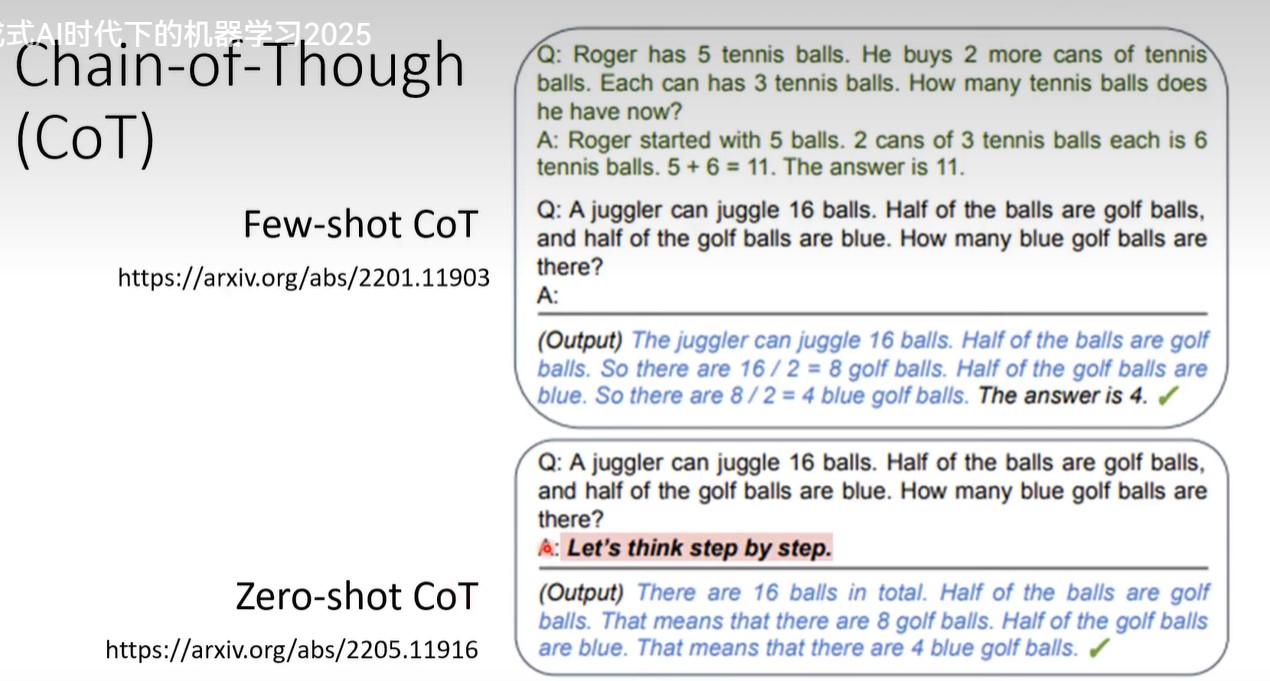 式AI时代下的机器学习2025
Chain-of-Though
(CoT)
Few-shot CoT
https://arxiv.org/abs/2201.11903
Q: Roger has 5 tennis balls. He buys 2 more cans of tennis
balls. Each can has 3 tennis balls. How many tennis balls does
he have now?
A: Roger started with 5 balls. 2 cans of 3 tennis balls each is 6
tennis balls. 5 + 6 = 11. The answer is 11.
Q: A juggler can juggle 16 balls. Half of the balls are golf balls,
and half of the golf balls are blue. How many blue golf balls are
there?
A:
(Output) The juggler can juggle 16 balls. Half of the balls are golf
balls. So there are 16 / 2 = 8 golf balls. Half of the golf balls are
blue. So there are 8 / 2 = 4 blue golf balls. The answer is 4. ✓
Zero-shot CoT
https://arxiv.org/abs/2205.11916
Q: A juggler can juggle 16 balls. Half of the balls are golf balls,
and half of the golf balls are blue. How many blue golf balls are
there?
A: Let's think step by step.
(Output) There are 16 balls in total. Half of the balls are golf
balls. That means that there are 8 golf balls. Half of the golf balls
are blue. That means that there are 4 blue golf balls. ✓